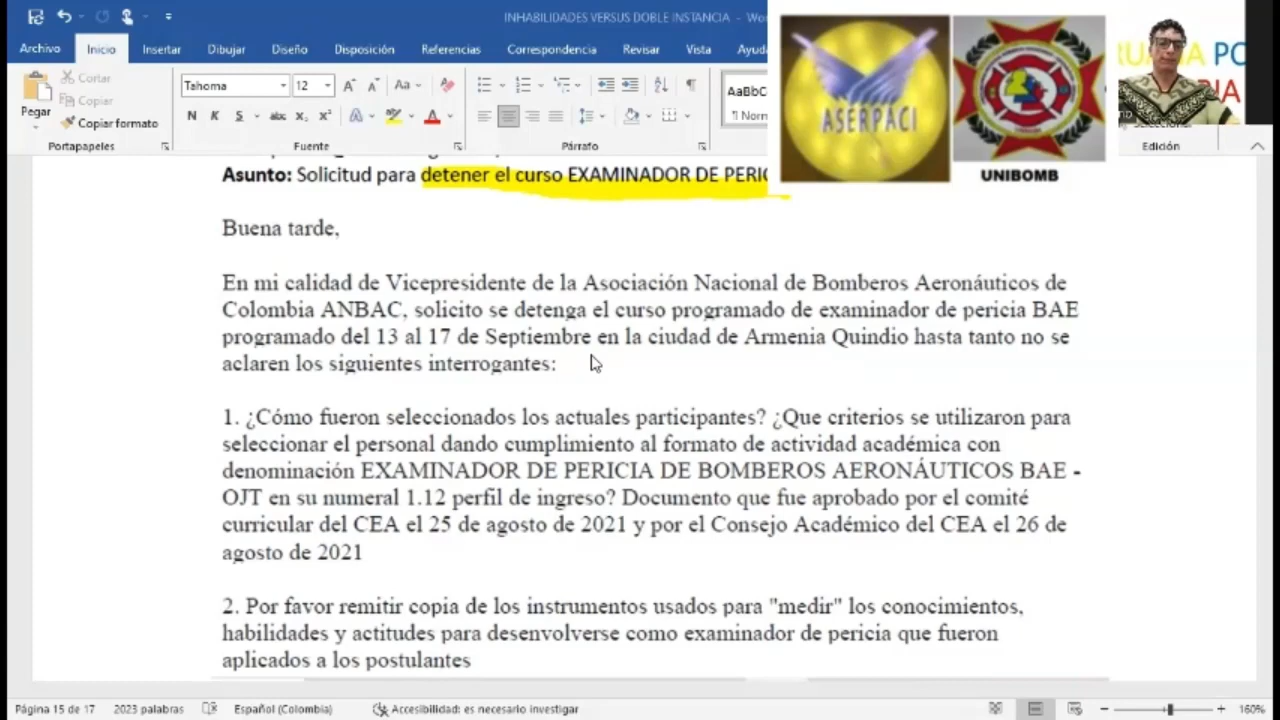 INHABILIDADES VERSUS DOBLE INSTANCIA -
Archivo Inicio Insertar Dibujar Diseño Disposición Referencias Correspondencia Revisar Vista
Pegar
Cortar
Copiar
Copiar formato
Portapapeles
Tahoma 12
N K S abc x₂ x²
Fuente
Párrafo
AaBbC
¶ Norm
Edición
ASERPACI
UNIBOMB
Asunto: Solicitud para detener el curso EXAMINADOR DE PERIC
Buena tarde,
En mi calidad de Vicepresidente de la Asociación Nacional de Bomberos Aeronáuticos de
Colombia ANBAC, solicito se detenga el curso programado de examinador de pericia BAE
programado del 13 al 17 de Septiembre en la ciudad de Armenia Quindio hasta tanto no se
aclaren los siguientes interrogantes:
1. ¿Cómo fueron seleccionados los actuales participantes? ¿Que criterios se utilizaron para
seleccionar el personal dando cumplimiento al formato de actividad académica con
denominación EXAMINADOR DE PERICIA DE BOMBEROS AERONÁUTICOS BAE -
OJT en su numeral 1.12 perfil de ingreso? Documento que fue aprobado por el comité
curricular del CEA el 25 de agosto de 2021 y por el Consejo Académico del CEA el 26 de
agosto de 2021
2. Por favor remitir copia de los instrumentos usados para "medir" los conocimientos,
habilidades y actitudes para desenvolverse como examinador de pericia que fueron
aplicados a los postulantes
Página 15 de 17 2023 palabras Español (Colombia) Accesibilidad: es necesario investigar 160%